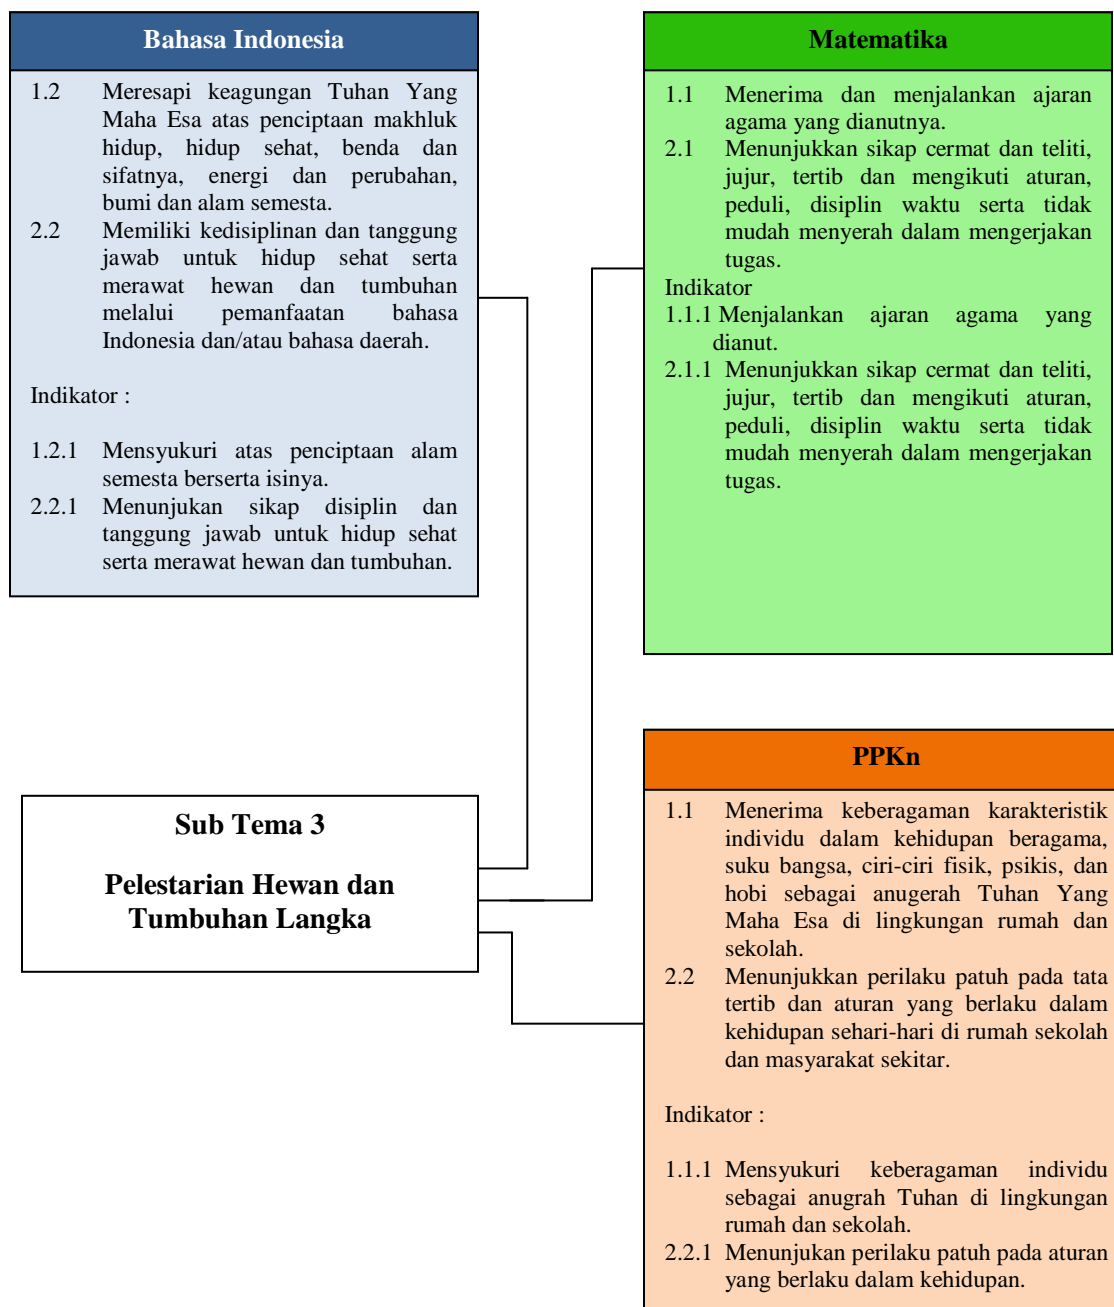 Bahasa Indonesia
1.2 Meresapi keagungan Tuhan Yang
Maha Esa atas penciptaan makhluk
hidup, hidup sehat, benda dan
sifatnya, energi dan perubahan,
bumi dan alam semesta.
2.2 Memiliki kedisiplinan dan tanggung
jawab untuk hidup sehat serta
merawat hewan dan tumbuhan
melalui pemanfaatan bahasa
Indonesia dan/atau bahasa daerah.
Indikator :
1.2.1 Mensyukuri atas penciptaan alam
semesta berserta isinya.
2.2.1 Menunjukan sikap disiplin dan
tanggung jawab untuk hidup sehat
serta merawat hewan dan tumbuhan.
Matematika
1.1 Menerima dan menjalankan ajaran
agama yang dianutnya.
2.1 Menunjukkan sikap cermat dan teliti,
jujur, tertib dan mengikuti aturan,
peduli, disiplin waktu serta tidak
mudah menyerah dalam mengerjakan
tugas.
Indikator
1.1.1 Menjalankan ajaran agama yang
dianut.
2.1.1 Menunjukkan sikap cermat dan teliti,
jujur, tertib dan mengikuti aturan,
peduli, disiplin waktu serta tidak
mudah menyerah dalam mengerjakan
tugas.
Sub Tema 3
Pelestarian Hewan dan
Tumbuhan Langka
PPKn
1.1 Menerima keberagaman karakteristik
individu dalam kehidupan beragama,
suku bangsa, ciri-ciri fisik, psikis, dan
hobi sebagai anugerah Tuhan Yang
Maha Esa di lingkungan rumah dan
sekolah.
2.2 Menunjukkan perilaku patuh pada tata
tertib dan aturan yang berlaku dalam
kehidupan sehari-hari di rumah sekolah
dan masyarakat sekitar.
Indikator :
1.1.1 Mensyukuri keberagaman individu
sebagai anugrah Tuhan di lingkungan
rumah dan sekolah.
2.2.1 Menunjukan perilaku patuh pada aturan
yang berlaku dalam kehidupan.